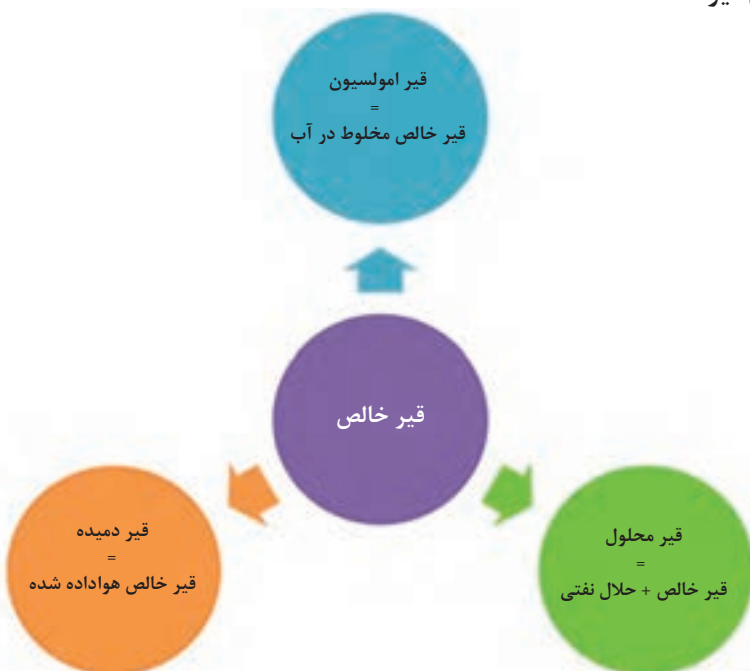 قیر امولسیون
=
قیر خالص مخلوط در آب
قیر خالص
قیر محلول
=
قیر خالص + حلال نفتی
قیر دمیده
=
قیر خالص هواداده شده